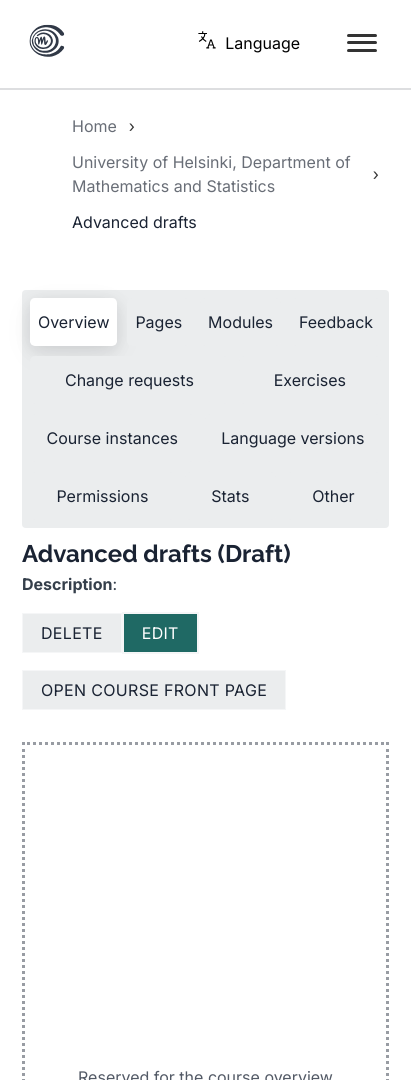 Language
Home ›
University of Helsinki, Department of
Mathematics and Statistics ›
Advanced drafts
Overview Pages Modules Feedback
Change requests Exercises
Course instances Language versions
Permissions Stats Other
Advanced drafts (Draft)
Description:
DELETE EDIT
OPEN COURSE FRONT PAGE
Reserved for the course overview